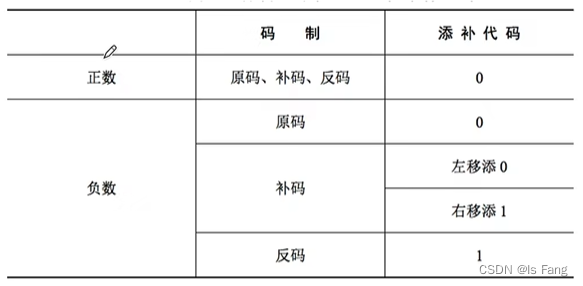 码 制 添 补 代 码
正数 原码、补码、反码 0
原码 0
左移添 0
负数 补码
右移添 1
反码 1
CSDN @Is Fang